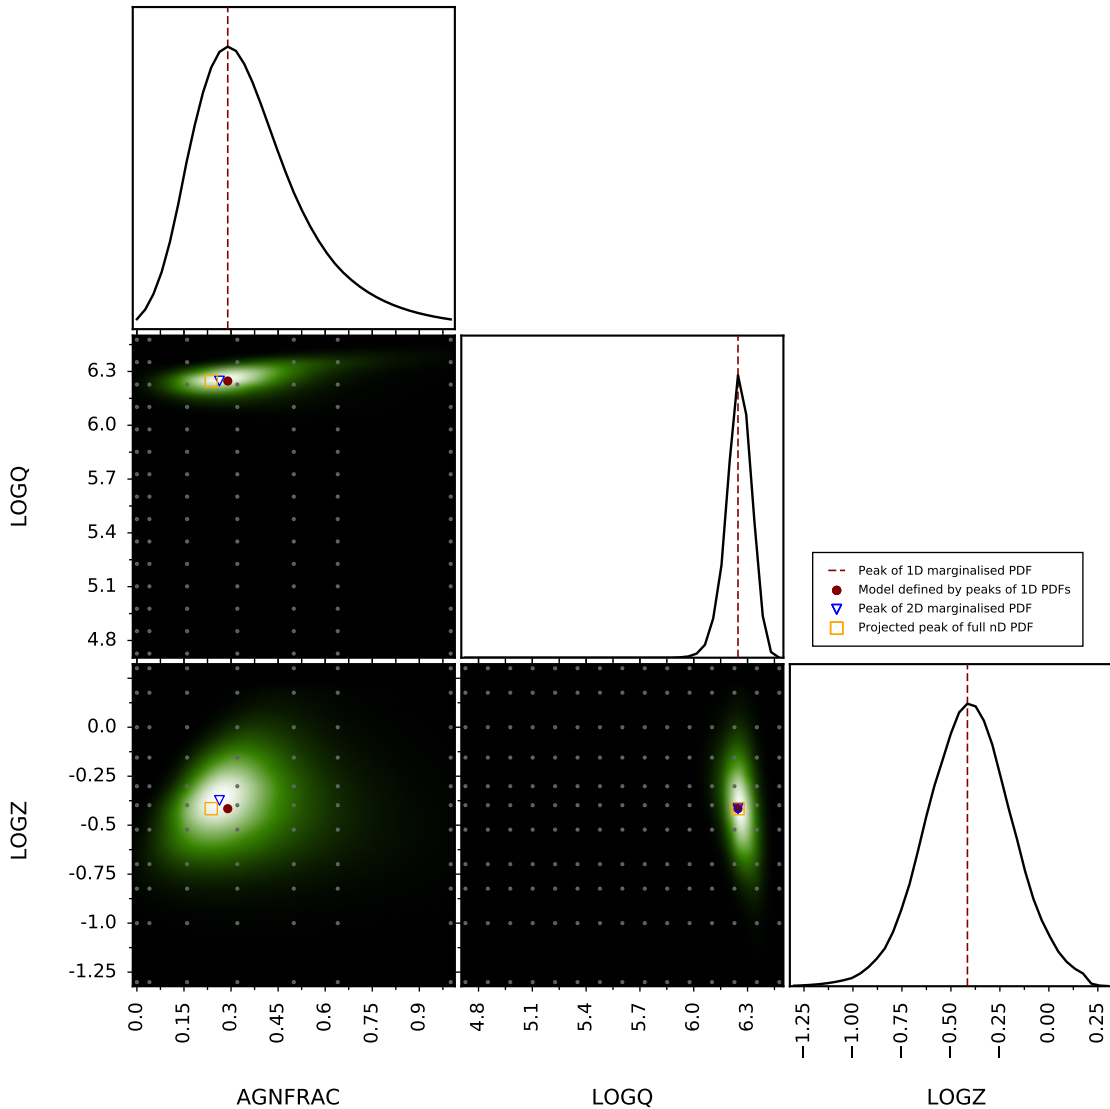 6.3
6.0
5.7
5.4
5.1
4.8
LOGQ
Peak of 1D marginalised PDF
Model defined by peaks of 1D PDFs
Peak of 2D marginalised PDF
Projected peak of full nD PDF
0.0
-0.25
-0.5
-0.75
-1.0
-1.25
LOGZ
0.0 0.15 0.3 0.45 0.6 0.75 0.9
4.8 5.1 5.4 5.7 6.0 6.3
−1.25 −1.00 −0.75 −0.50 −0.25 0.00 0.25
AGNFRAC LOGQ LOGZ